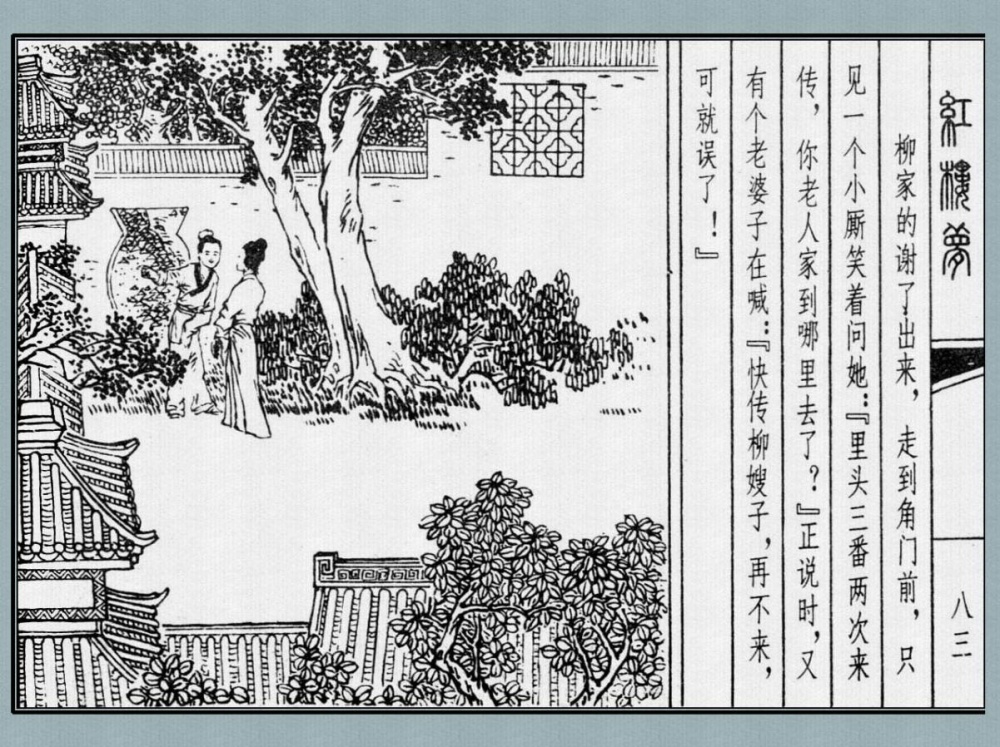 紅樓夢
八三
柳家的谢了出来，走到角门前，只
见一个小厮笑着问她：『里头三番两次来
传，你老人家到哪里去了？』正说时，又
有个老婆子在喊：『快传柳嫂子，再不来，
可就误了！』